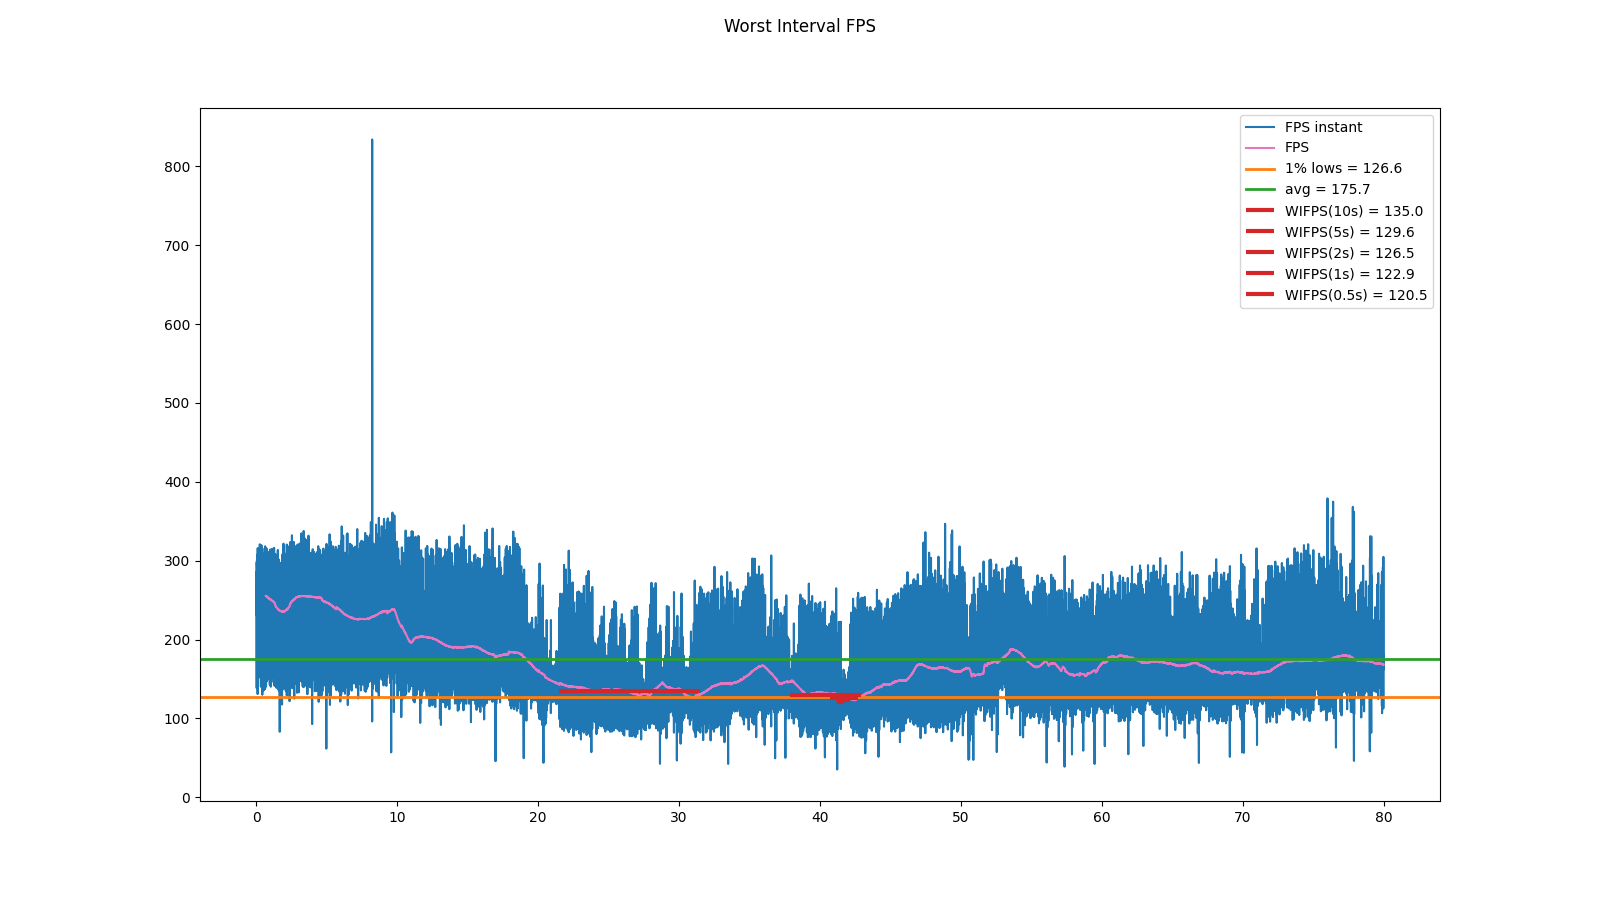 Worst Interval FPS
FPS instant
FPS
1% lows = 126.6
avg = 175.7
WIFPS(10s) = 135.0
WIFPS(5s) = 129.6
WIFPS(2s) = 126.5
WIFPS(1s) = 122.9
WIFPS(0.5s) = 120.5
800
700
600
500
400
300
200
100
0
0 10 20 30 40 50 60 70 80